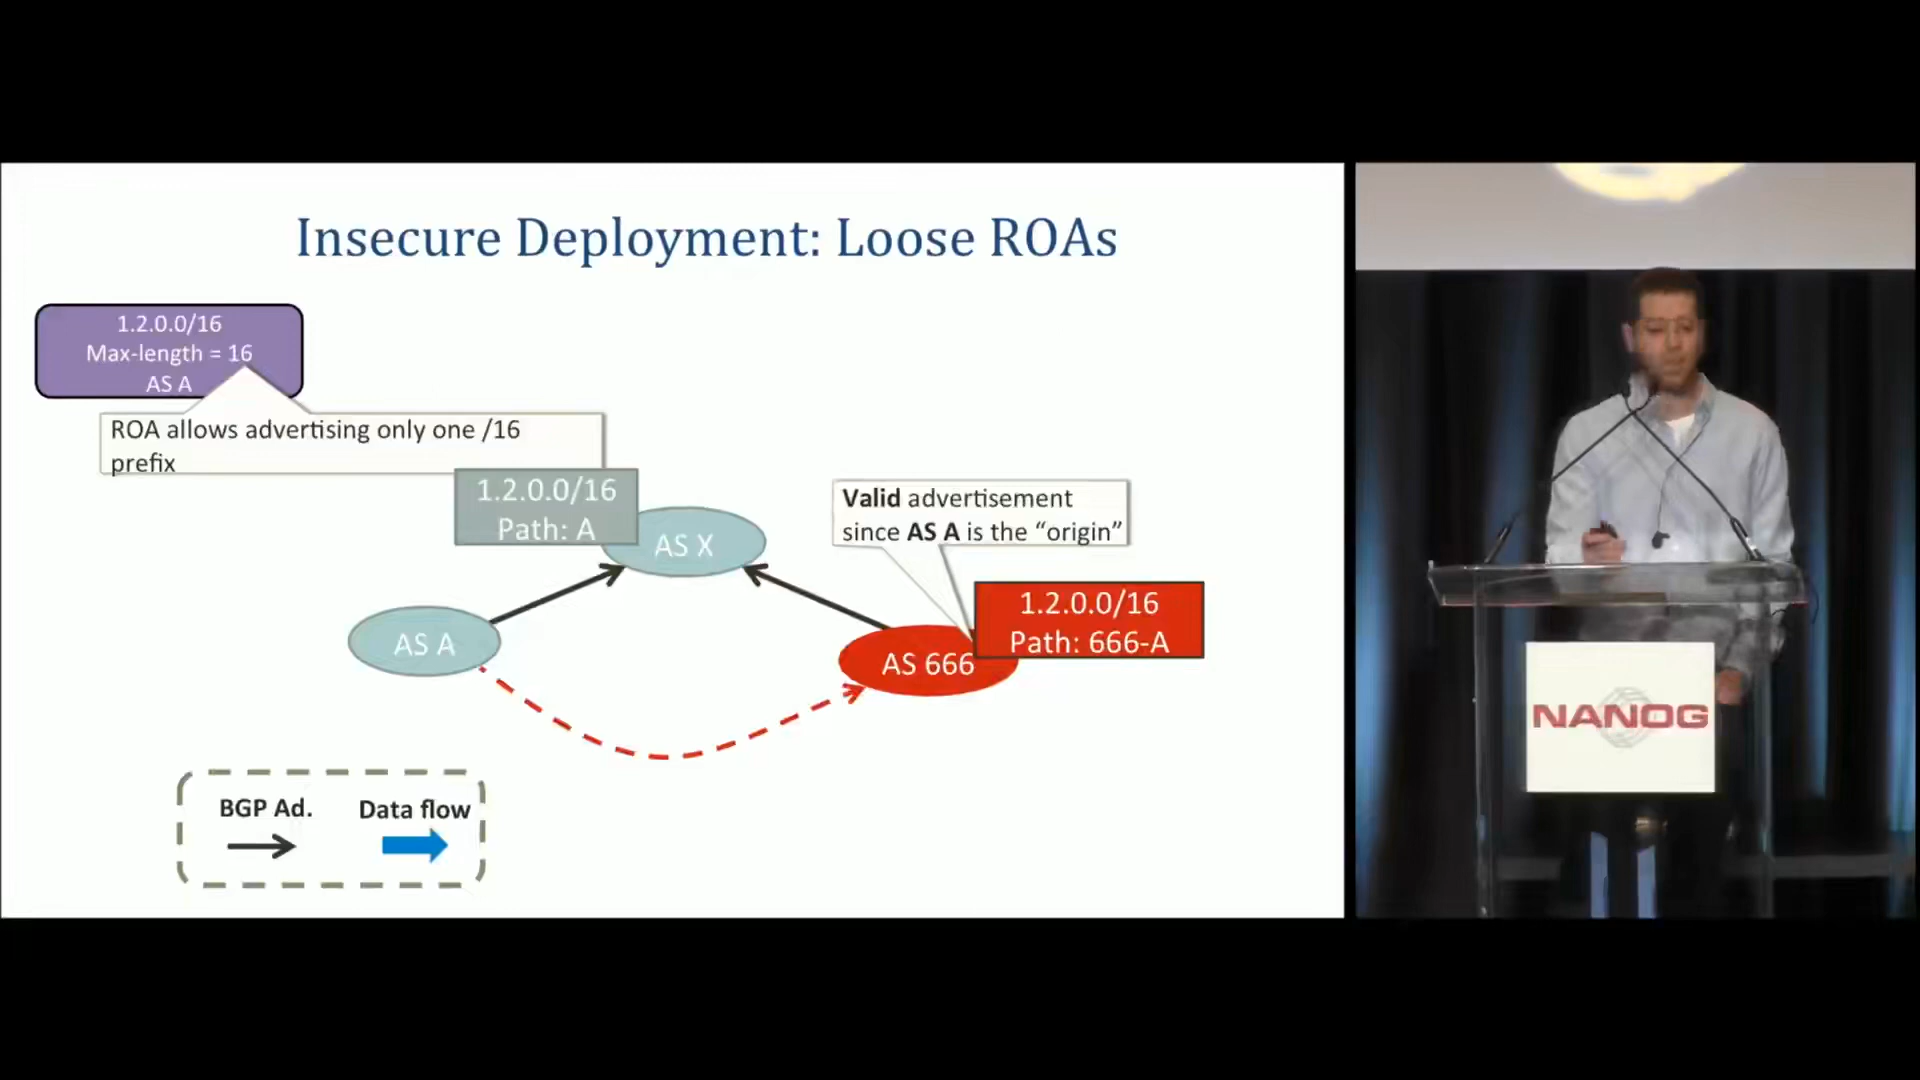 Insecure Deployment: Loose ROAs
1.2.0.0/16
Max-length = 16
AS A
ROA allows advertising only one /16
prefix
1.2.0.0/16
Path: A
AS X
Valid advertisement
since AS A is the “origin”
1.2.0.0/16
Path: 666-A
AS A
AS 666
BGP Ad.
Data flow
NANOG